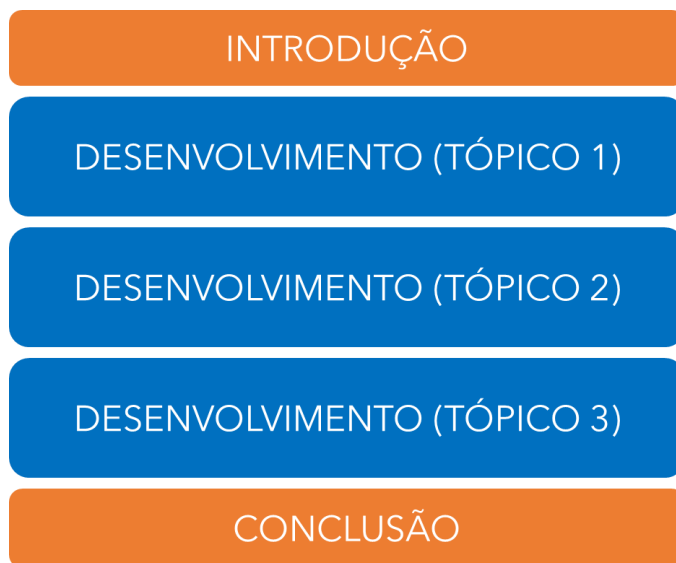 INTRODUÇÃO
DESENVOLVIMENTO (TÓPICO 1)
DESENVOLVIMENTO (TÓPICO 2)
DESENVOLVIMENTO (TÓPICO 3)
CONCLUSÃO